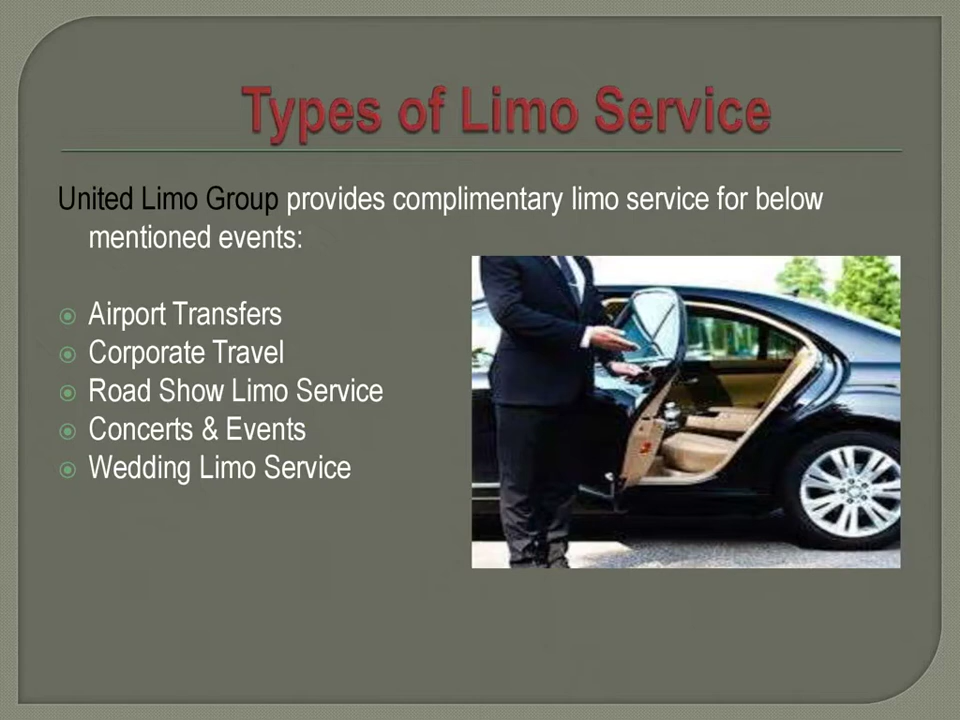 Types of Limo Service
United Limo Group provides complimentary limo service for below
mentioned events:
Airport Transfers
Corporate Travel
Road Show Limo Service
Concerts & Events
Wedding Limo Service